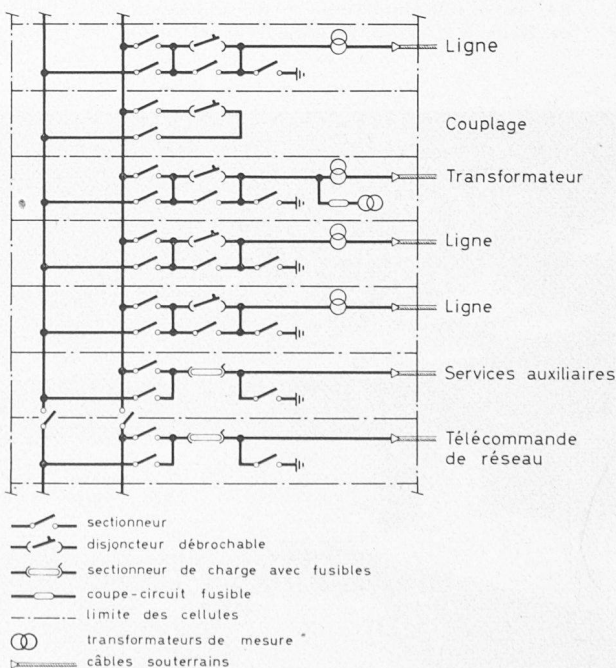 Ligne
Couplage
Transformateur
Ligne
Ligne
Services auxiliaires
Télécommande
de réseau
sectionneur
disjoncteur débrochable
sectionneur de charge avec fusibles
coupe-circuit fusible
limite des cellules
transformateurs de mesure
câbles souterrains